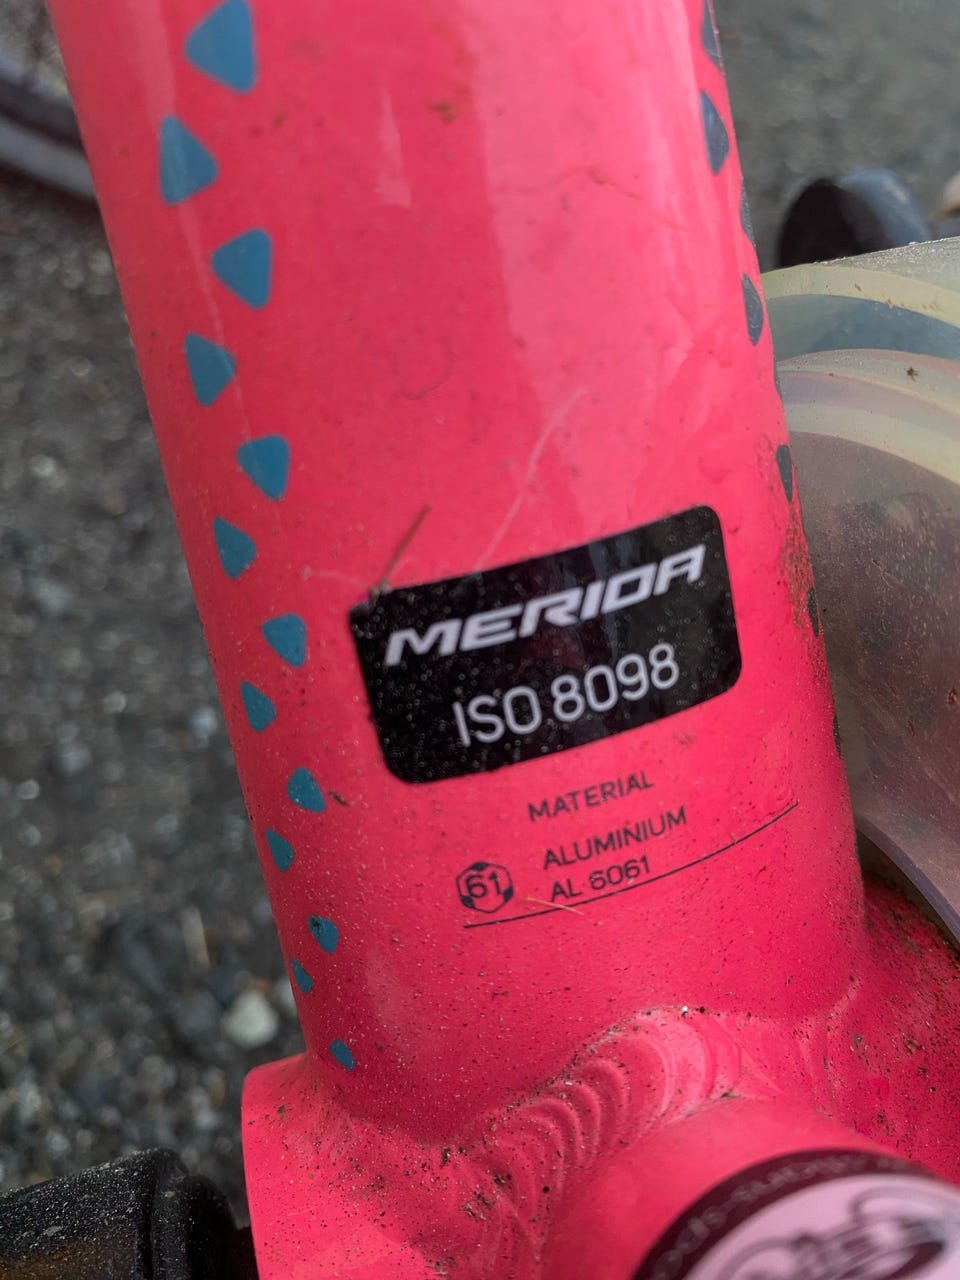 MERIDA
ISO 8098
MATERIAL
ALUMINIUM
61
AL 6061